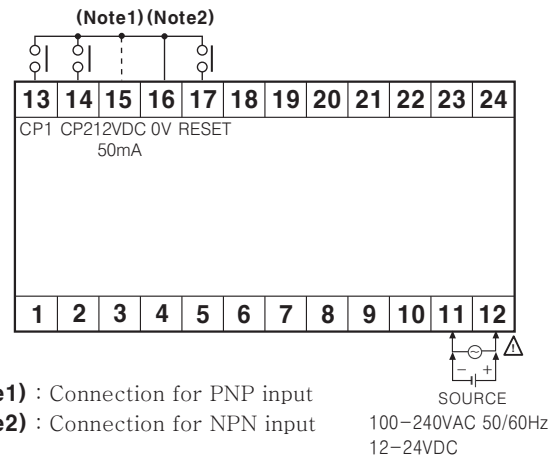 (Note1) (Note2)
13 14 15 16 17 18 19 20 21 22 23 24
CP1 CP2 12VDC 0V RESET
50mA
1 2 3 4 5 6 7 8 9 10 11 12
− +
SOURCE
100−240VAC 50/60Hz
12−24VDC
e1) : Connection for PNP input
e2) : Connection for NPN input